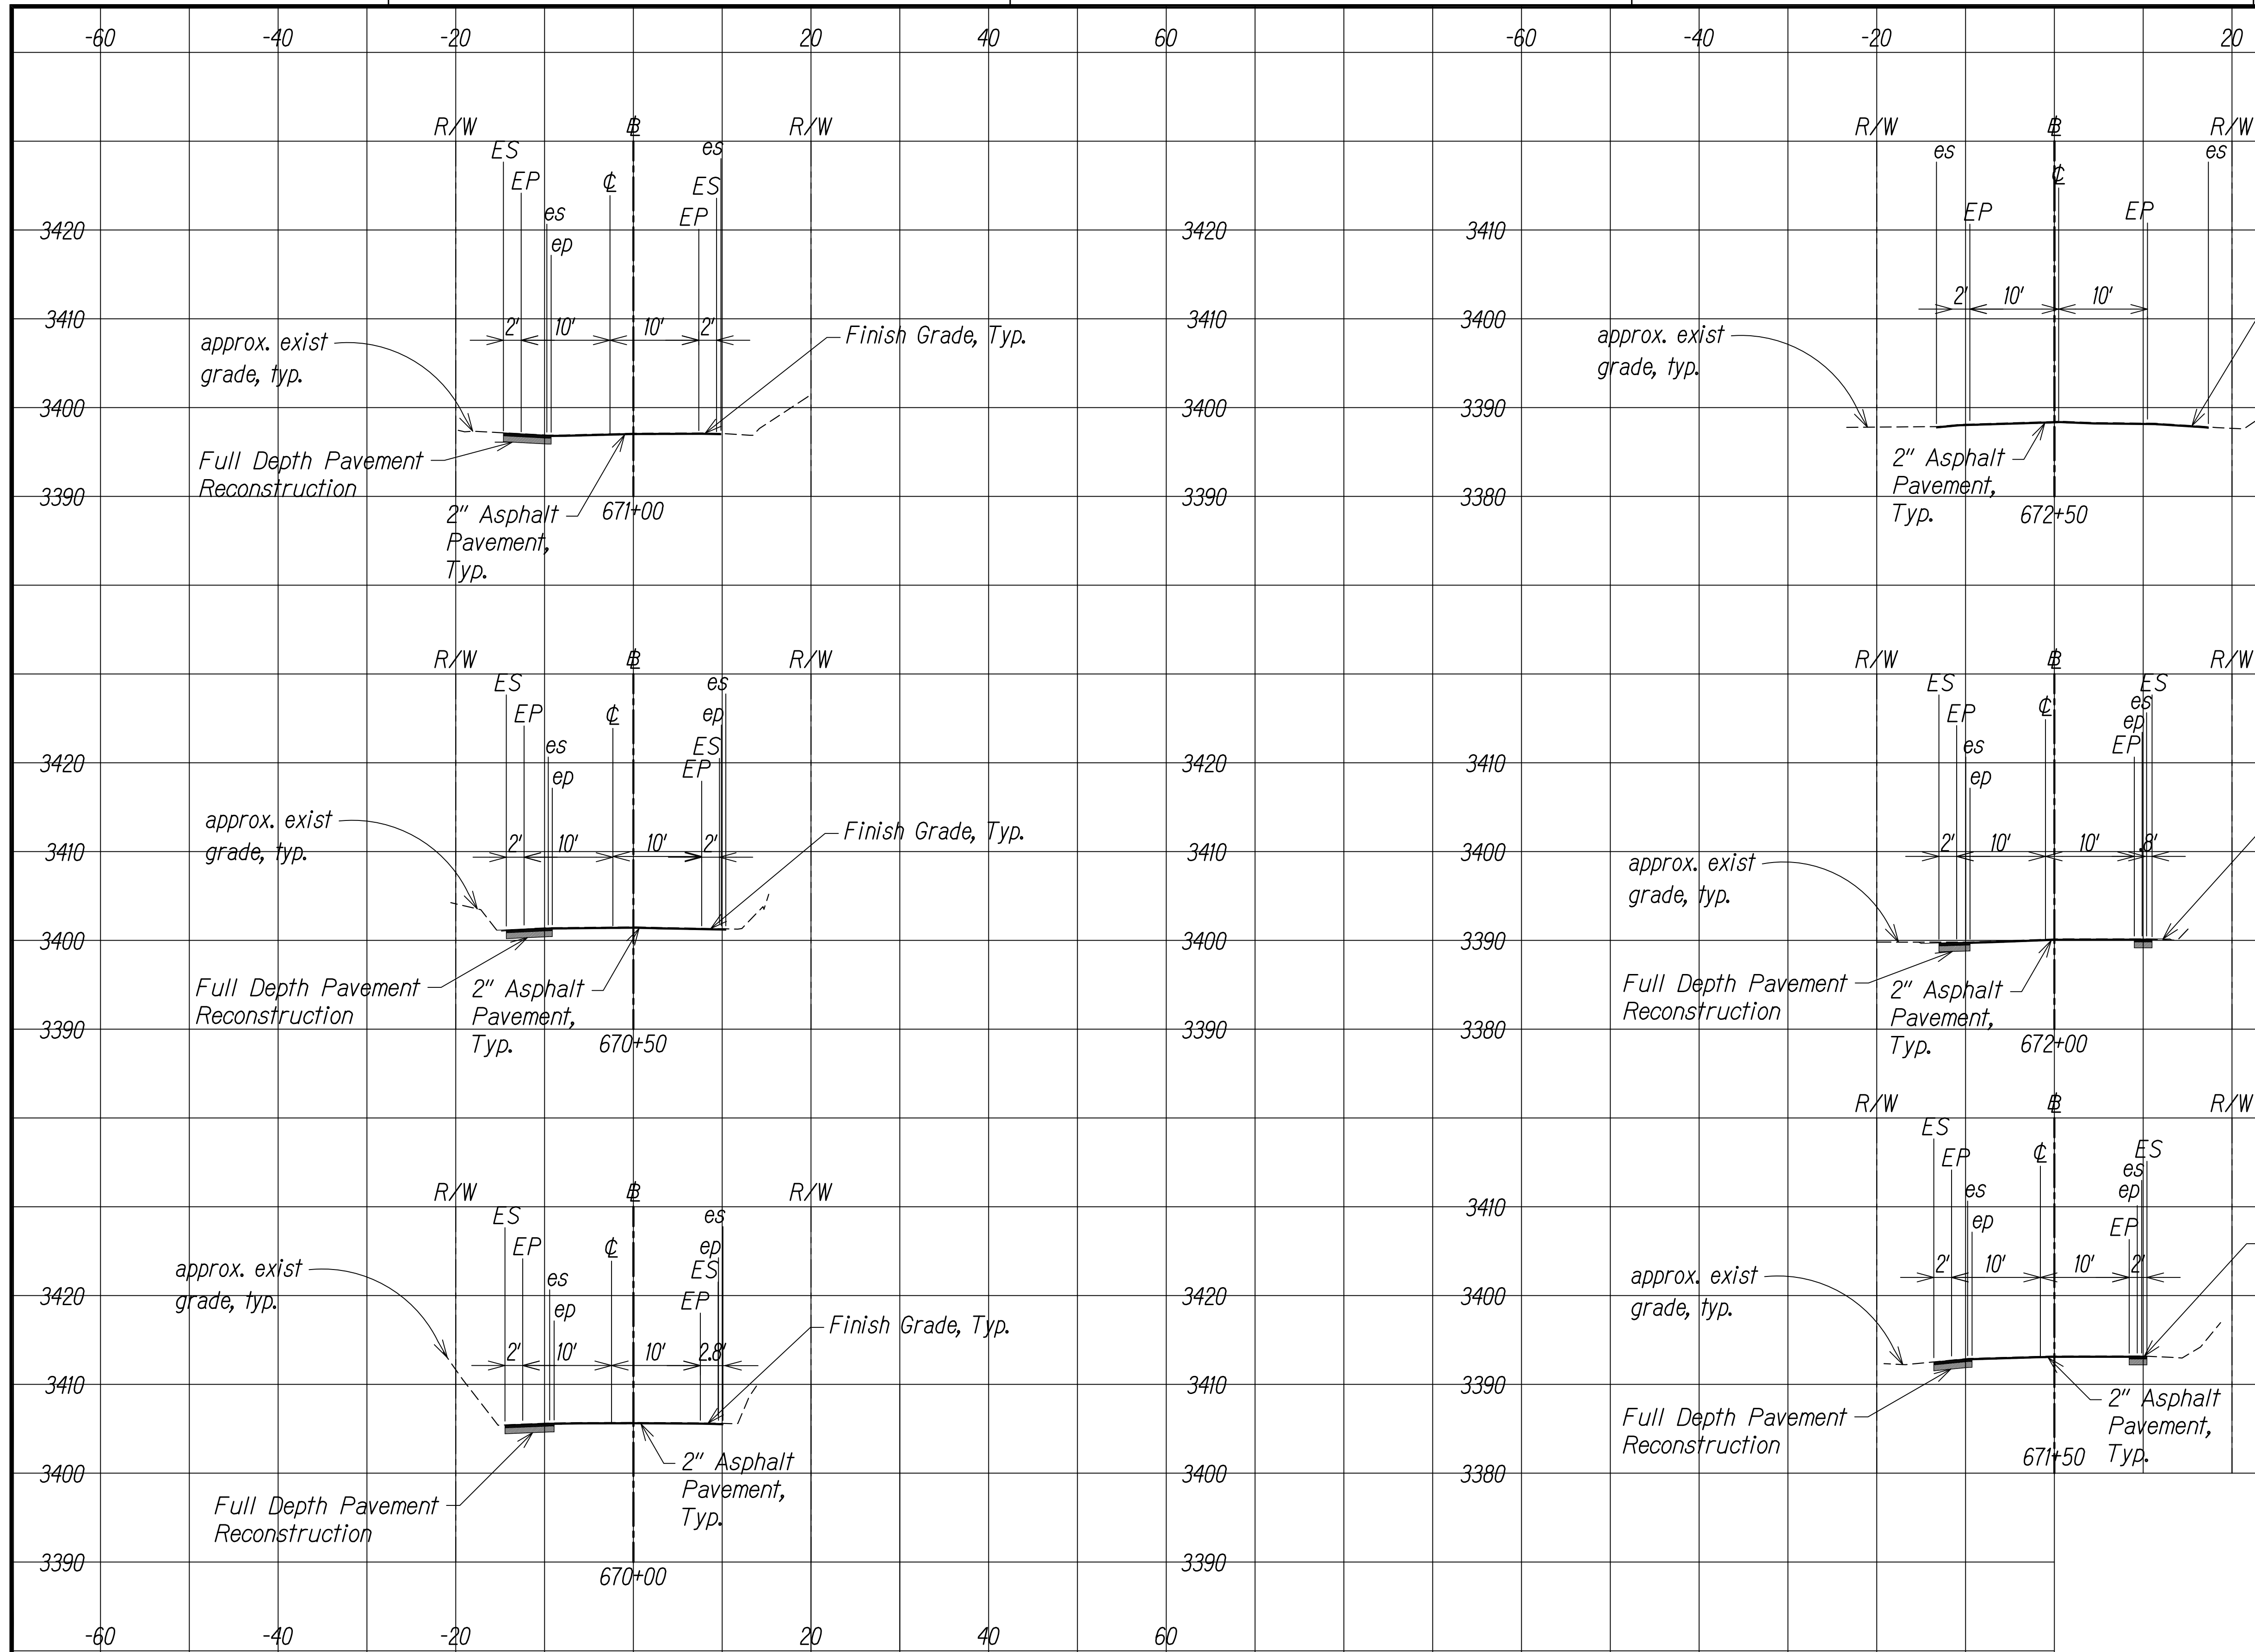 -60 -40 -20 20 40 60 -60 -40 -20 20
R/W ⅊ R/W
ES
EP
es
ep
℄
es
ES
EP
3420 3420
3410 3410
3400 3400
3390 3390
2' 10' 10' 2'
approx. exist
grade, typ.
Finish Grade, Typ.
Full Depth Pavement
Reconstruction
2" Asphalt
Pavement,
Typ.
671+00
R/W R/W
es
℄
es
EP
EP
3410
3400
3390
3380
2' 10' 10'
approx. exist
grade, typ.
2" Asphalt
Pavement,
Typ.
672+50
R/W R/W
ES
EP
es
ep
℄
es
ep
ES
EP
3420 3420
3410 3410
3400 3400
3390 3390
2' 10' 10' 2'
approx. exist
grade, typ.
Finish Grade, Typ.
Full Depth Pavement
Reconstruction
2" Asphalt
Pavement,
Typ.
670+50
R/W R/W
ES
EP
es
ep
℄
ES
es
ep
EP
3410
3400
3390
3380
2' 10' 10' .8'
approx. exist
grade, typ.
Full Depth Pavement
Reconstruction
2" Asphalt
Pavement,
Typ.
672+00
R/W R/W
ES
EP
es
ep
℄
es
ep
ES
EP
3420 3420
3410 3410
3400 3400
3390 3390
2' 10' 10' 2.8'
approx. exist
grade, typ.
Finish Grade, Typ.
Full Depth Pavement
Reconstruction
2" Asphalt
Pavement,
Typ.
670+00
R/W R/W
ES
EP
es
ep
℄
ES
es
ep
EP
3410
3400
3390
3380
2' 10' 10' 2'
approx. exist
grade, typ.
Full Depth Pavement
Reconstruction
2" Asphalt
Pavement,
Typ.
671+50
-60 -40 -20 20 40 60